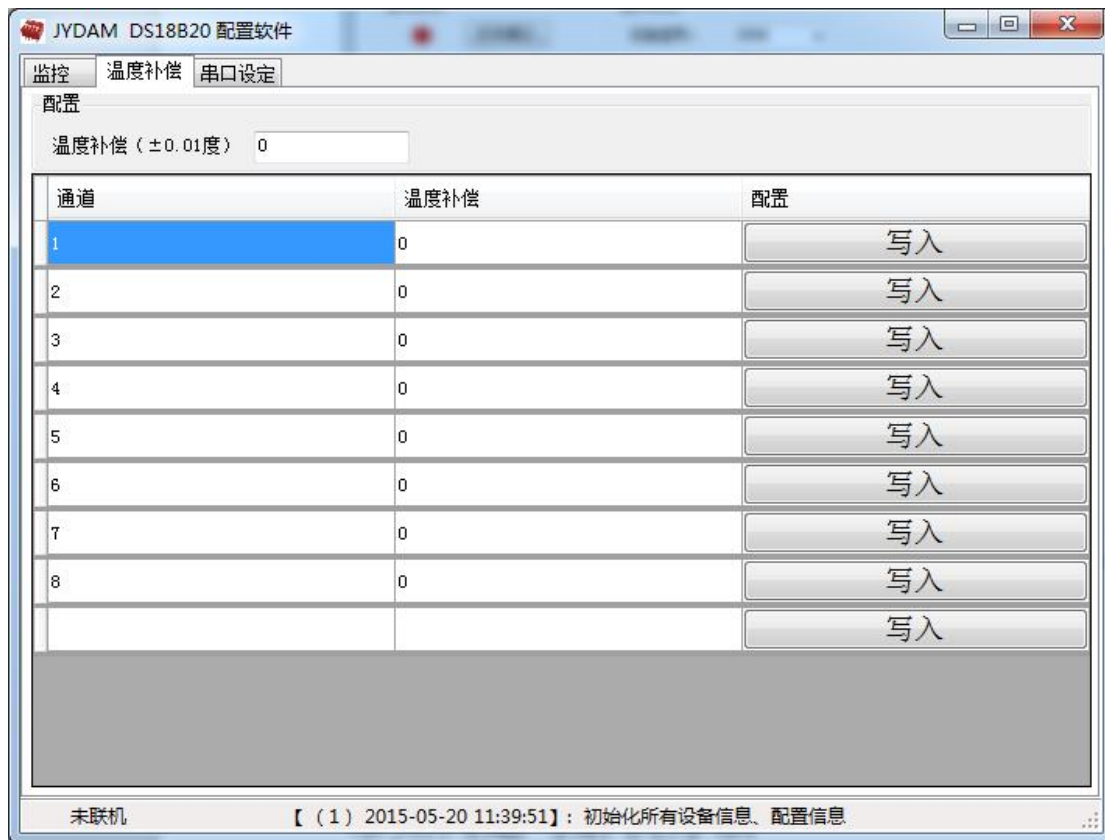 JYDAM DS18B20 配置软件
监控 温度补偿 串口设定
配置
温度补偿（±0.01度） 0
通道 温度补偿 配置
1 0 写入
2 0 写入
3 0 写入
4 0 写入
5 0 写入
6 0 写入
7 0 写入
8 0 写入
写入
未联机 【（1）2015-05-20 11:39:51】：初始化所有设备信息、配置信息